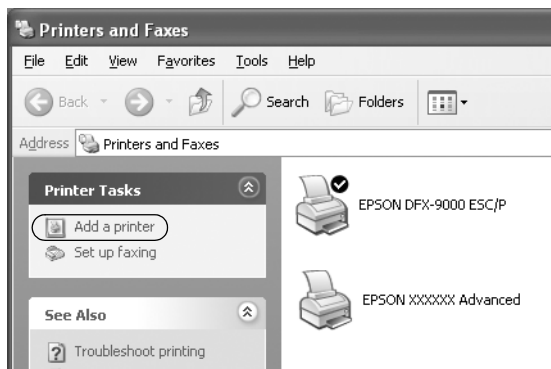 Printers and Faxes
File Edit View Favorites Tools Help
Back Search Folders
Address Printers and Faxes
Printer Tasks
Add a printer
Set up faxing
See Also
Troubleshoot printing
EPSON DFX-9000 ESC/P
EPSON XXXXXX Advanced